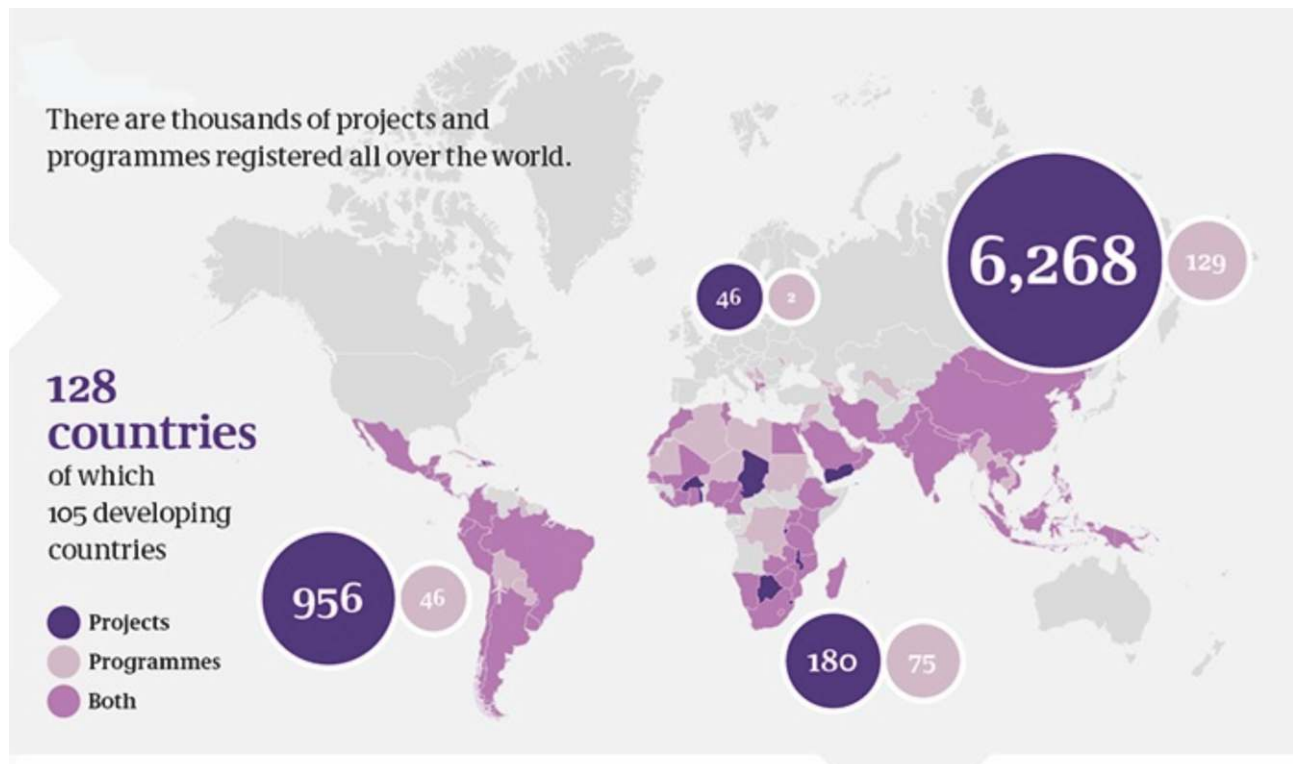 There are thousands of projects and
programmes registered all over the world.
6,268
129
46
2
128
countries
of which
105 developing
countries
956
46
Projects
Programmes
Both
180
75